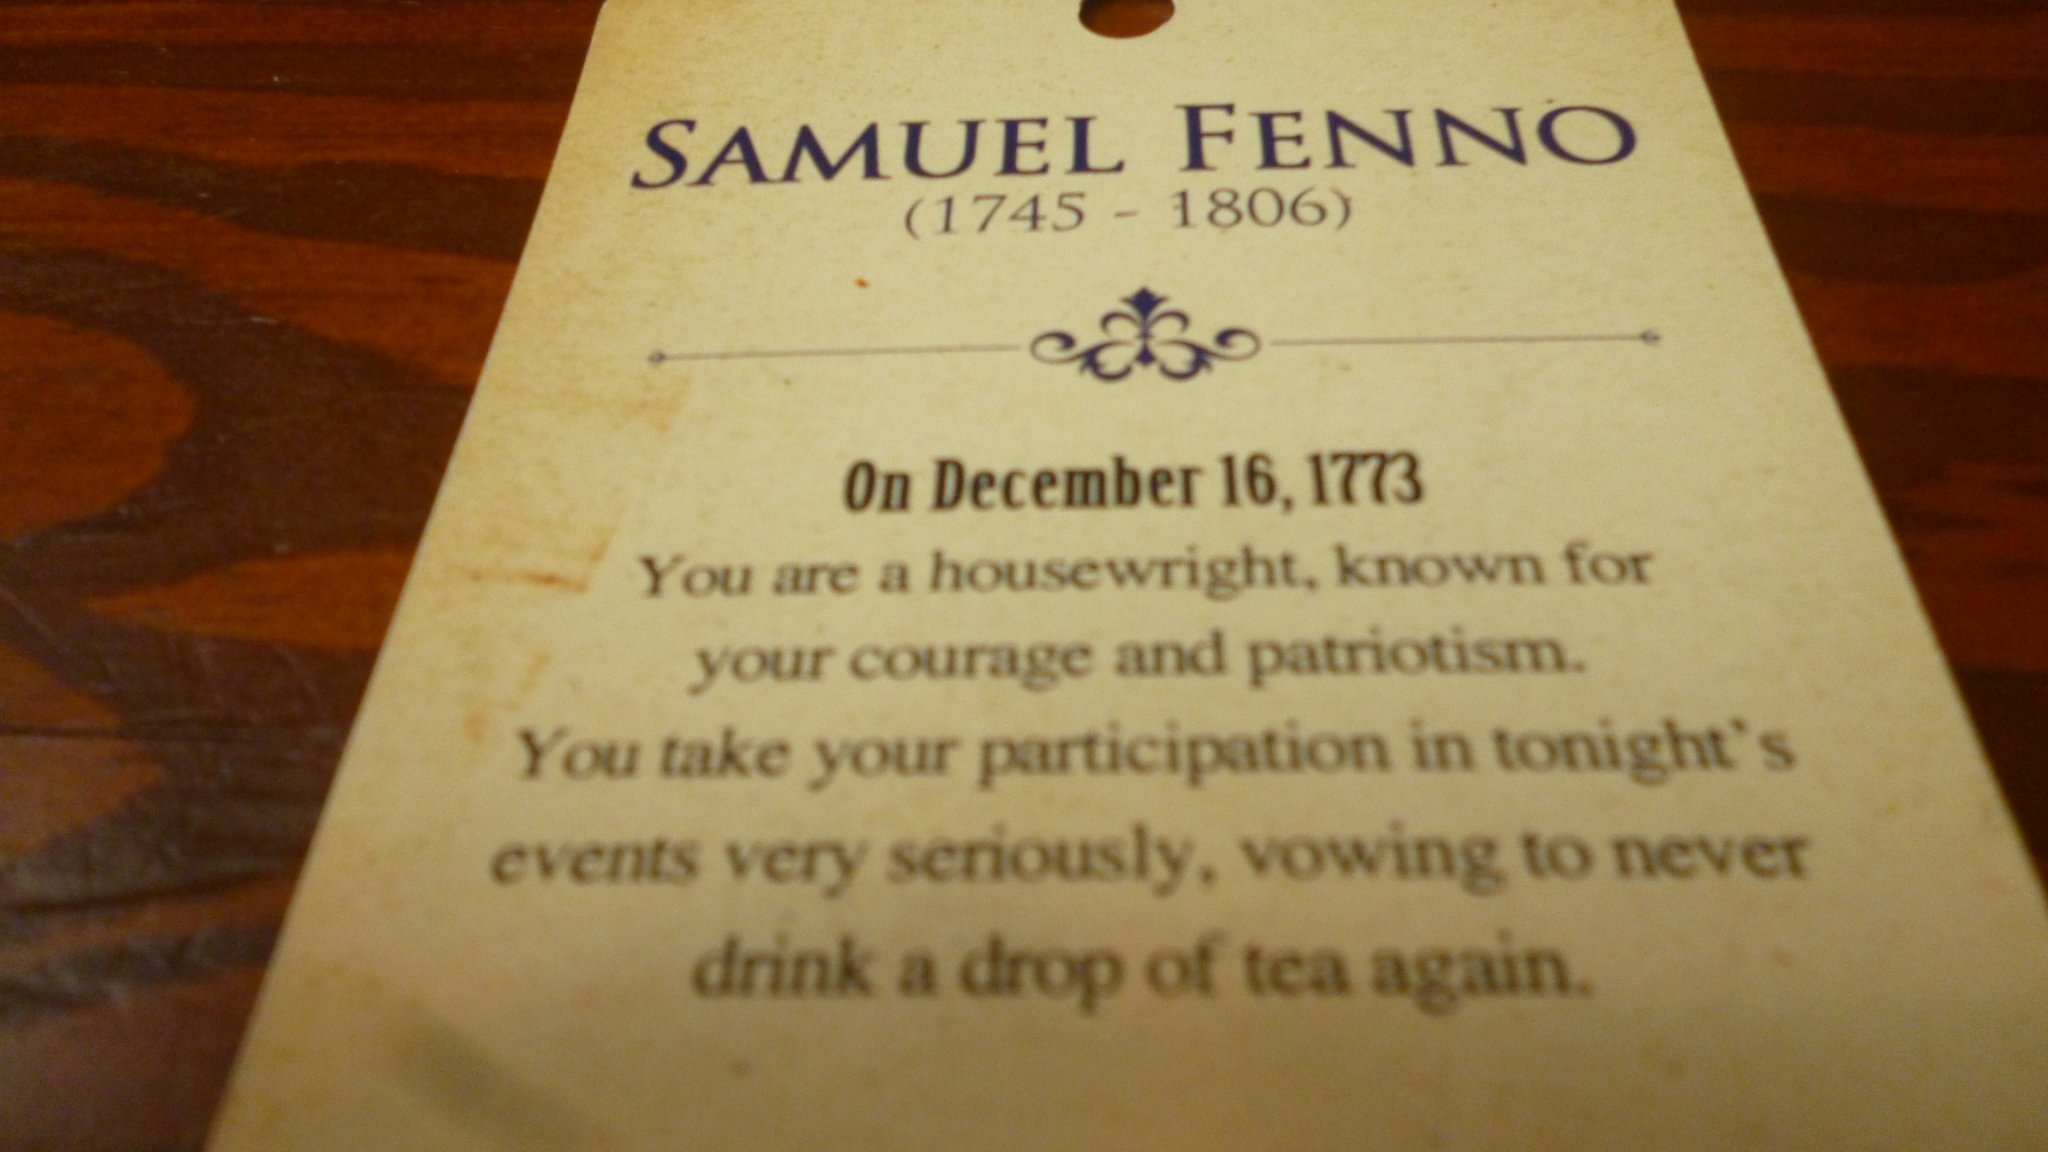 SAMUEL FENNO
(1745 - 1806)
On December 16, 1773
You are a housewright, known for
your courage and patriotism.
You take your participation in tonight's
events very seriously, vowing to never
drink a drop of tea again.